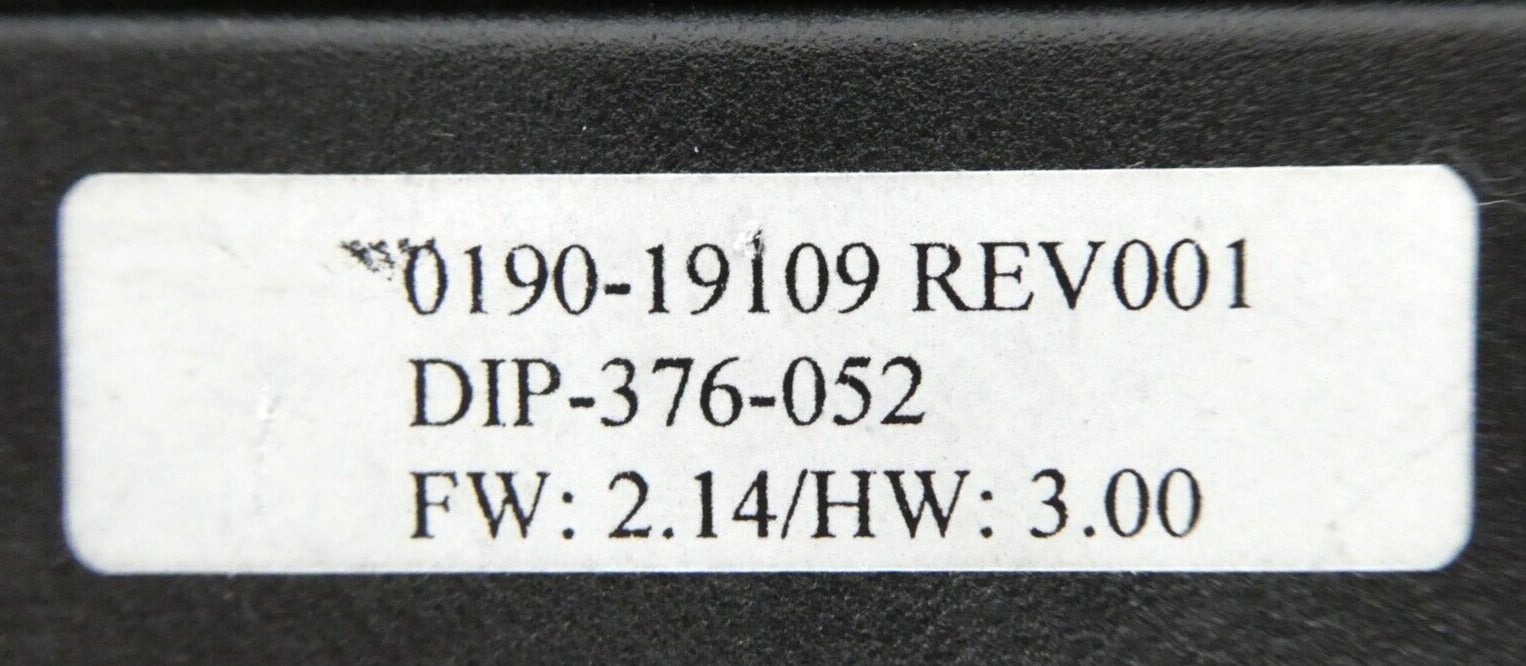 0190-19109 REV001
DIP-376-052
FW: 2.14/HW: 3.00